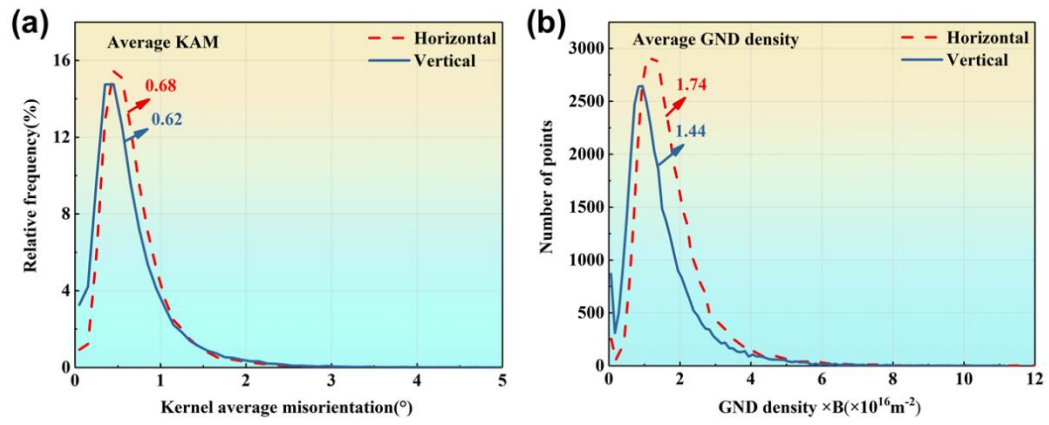 (a)
Average KAM
Horizontal
Vertical
0.68
0.62
16
12
8
4
0
Relative frequency(%)
0 1 2 3 4 5
Kernel average misorientation(°)
(b)
Average GND density
Horizontal
Vertical
1.74
1.44
3000
2500
2000
1500
1000
500
0
Number of points
0 2 4 6 8 10 12
GND density ×B(×10¹⁶m⁻²)